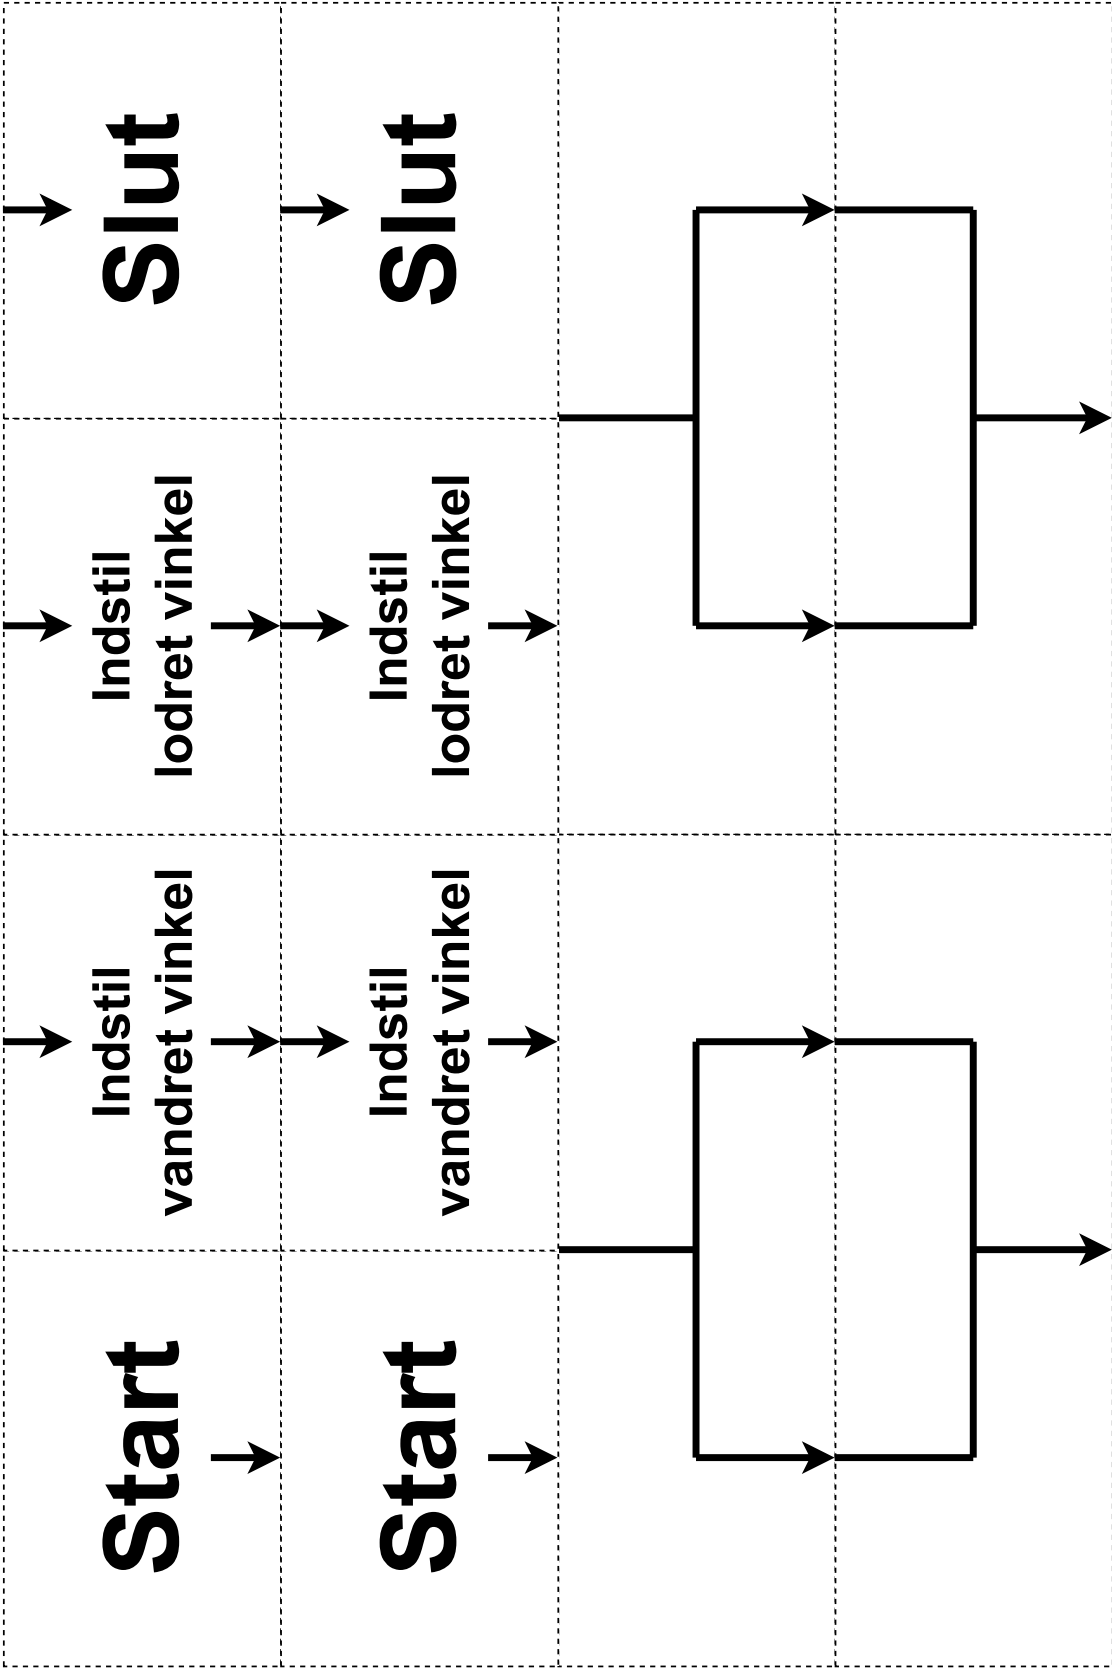 Start
Indstil
vandret vinkel
Indstil
lodret vinkel
Slut
Start
Indstil
vandret vinkel
Indstil
lodret vinkel
Slut